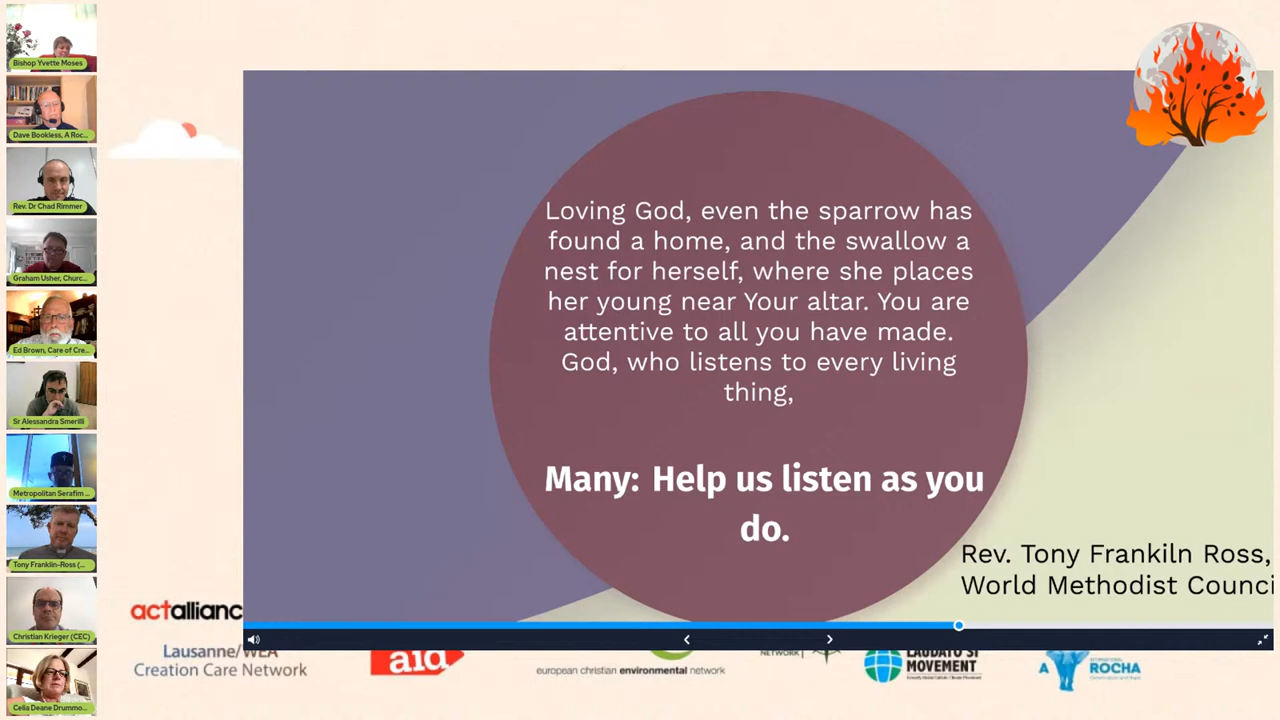 Bishop Yvette Moses
Dave Bookless, A Roc...
Rev. Dr Chad Rimmer
Graham Usher, Churc...
Ed Brown, Care of Cre...
Sr Alessandra Smerilli
Metropolitan Serafim ...
Tony Franklin-Ross (...
Christian Krieger (CEC)
Celia Deane Drummo...
Loving God, even the sparrow has
found a home, and the swallow a
nest for herself, where she places
her young near Your altar. You are
attentive to all you have made.
God, who listens to every living
thing,
Many: Help us listen as you
do.
Rev. Tony Frankiln Ross,
World Methodist Counci
actallianc
Lausanne/WEA
Creation Care Network
aid
european christian environmental network
NETWORK
LAUDATO SI'
MOVEMENT
A
ROCHA